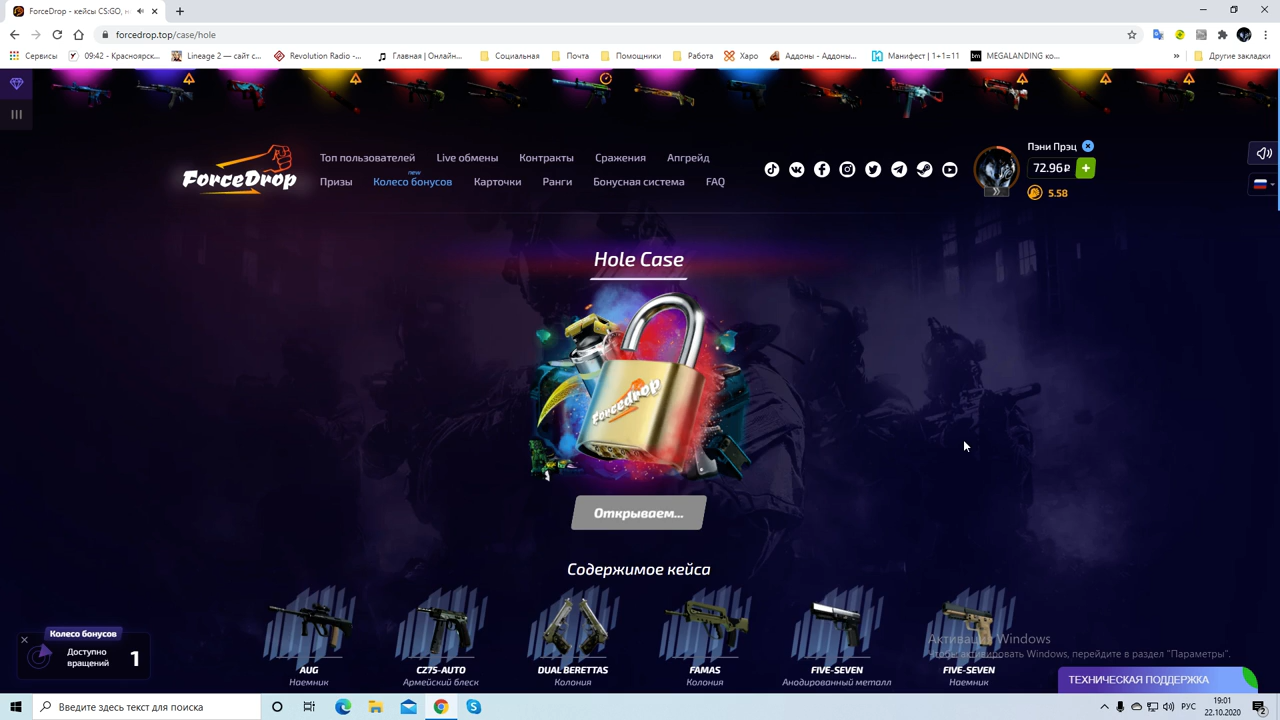 ForceDrop - кейсы CS:GO, н
forcedrop.top/case/hole
Сервисы
09:42 - Красноярск...
Lineage 2 — сайт с...
Revolution Radio -...
Главная | Онлайн...
Социальная
Почта
Помощники
Работа
Харо
Аддоны - Аддоны...
Манифест | 1+1=11
MEGALANDING ко...
»
Другие закладки
ForceDrop
Топ пользователей
Live обмены
Контракты
Сражения
Апгрейд
Призы
new
Колесо бонусов
Карточки
Ранги
Бонусная система
FAQ
Пэни Прэц
72.96₽
+
5.58
Hole Case
Forcedrop
Открываем...
Содержимое кейса
AUG
Наемник
CZ75-AUTO
Армейский блеск
DUAL BERETTAS
Колония
FAMAS
Колония
FIVE-SEVEN
Анодированный металл
FIVE-SEVEN
Наемник
Колесо бонусов
Доступно
вращений
1
Активация Windows
Чтобы активировать Windows, перейдите в раздел "Параметры".
ТЕХНИЧЕСКАЯ ПОДДЕРЖКА
Введите здесь текст для поиска
РУС
19:01
22.10.2020
2